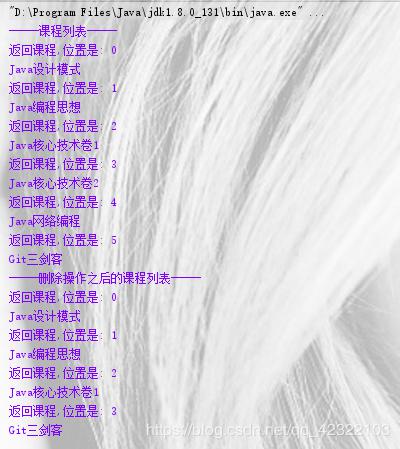 "D:\Program Files\Java\jdk1.8.0_131\bin\java.exe" ...
———课程列表———
返回课程,位置是: 0
Java设计模式
返回课程,位置是: 1
Java编程思想
返回课程,位置是: 2
Java核心技术卷1
返回课程,位置是: 3
Java核心技术卷2
返回课程,位置是: 4
Java网络编程
返回课程,位置是: 5
Git三剑客
———删除操作之后的课程列表———
返回课程,位置是: 0
Java设计模式
返回课程,位置是: 1
Java编程思想
返回课程,位置是: 2
Java核心技术卷1
返回课程,位置是: 3
Git三剑客
https://blog.csdn.net/qq_42322103